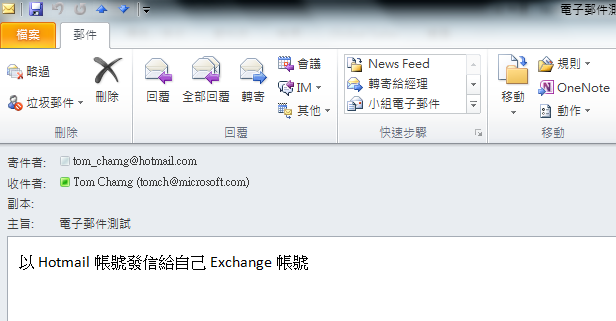 電子郵件測
檔案 郵件
略過
垃圾郵件
刪除
刪除
回覆 全部回覆 轉寄
會議
IM
其他
回覆
News Feed
轉寄給經理
小組電子郵件
快速步驟
移動
規則
OneNote
動作
移動
寄件者: tom_charng@hotmail.com
收件者: Tom Charng (tomch@microsoft.com)
副本:
主旨: 電子郵件測試
以 Hotmail 帳號發信給自己 Exchange 帳號